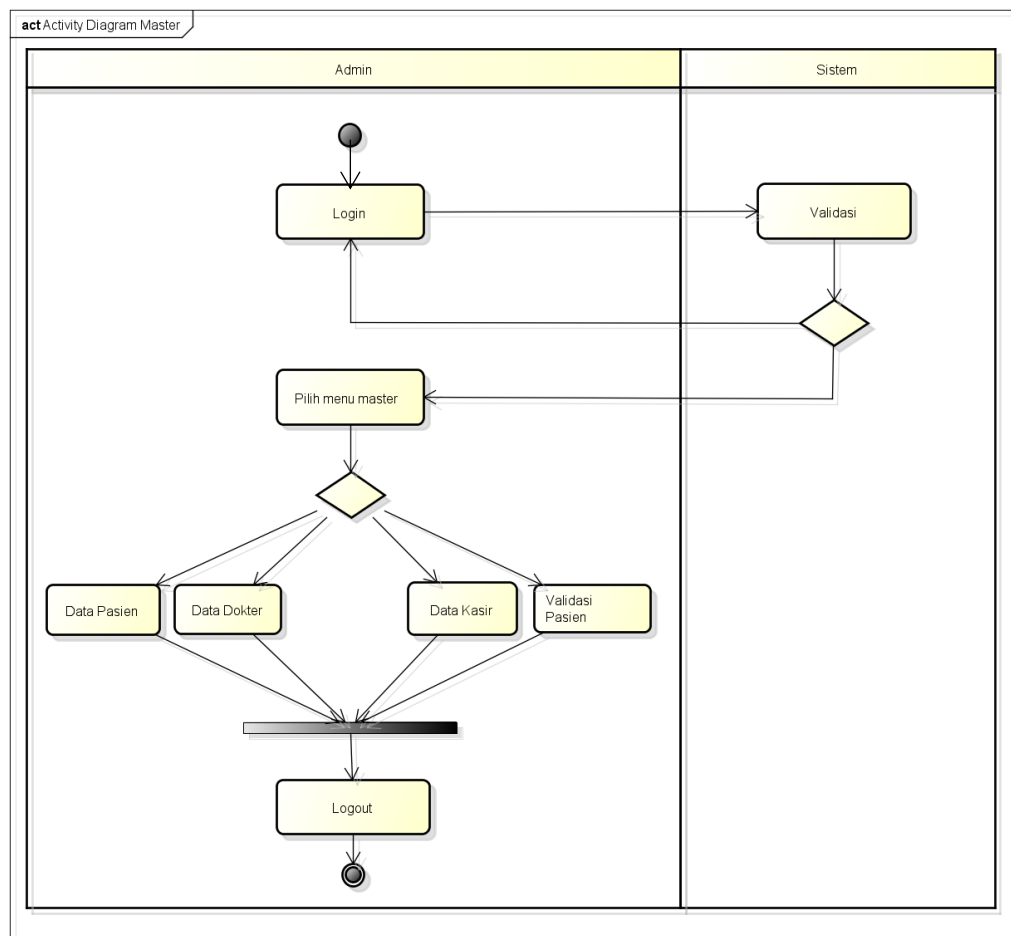 act Activity Diagram Master
Admin
Sistem
Login
Validasi
Pilih menu master
Data Pasien
Data Dokter
Data Kasir
Validasi
Pasien
Logout